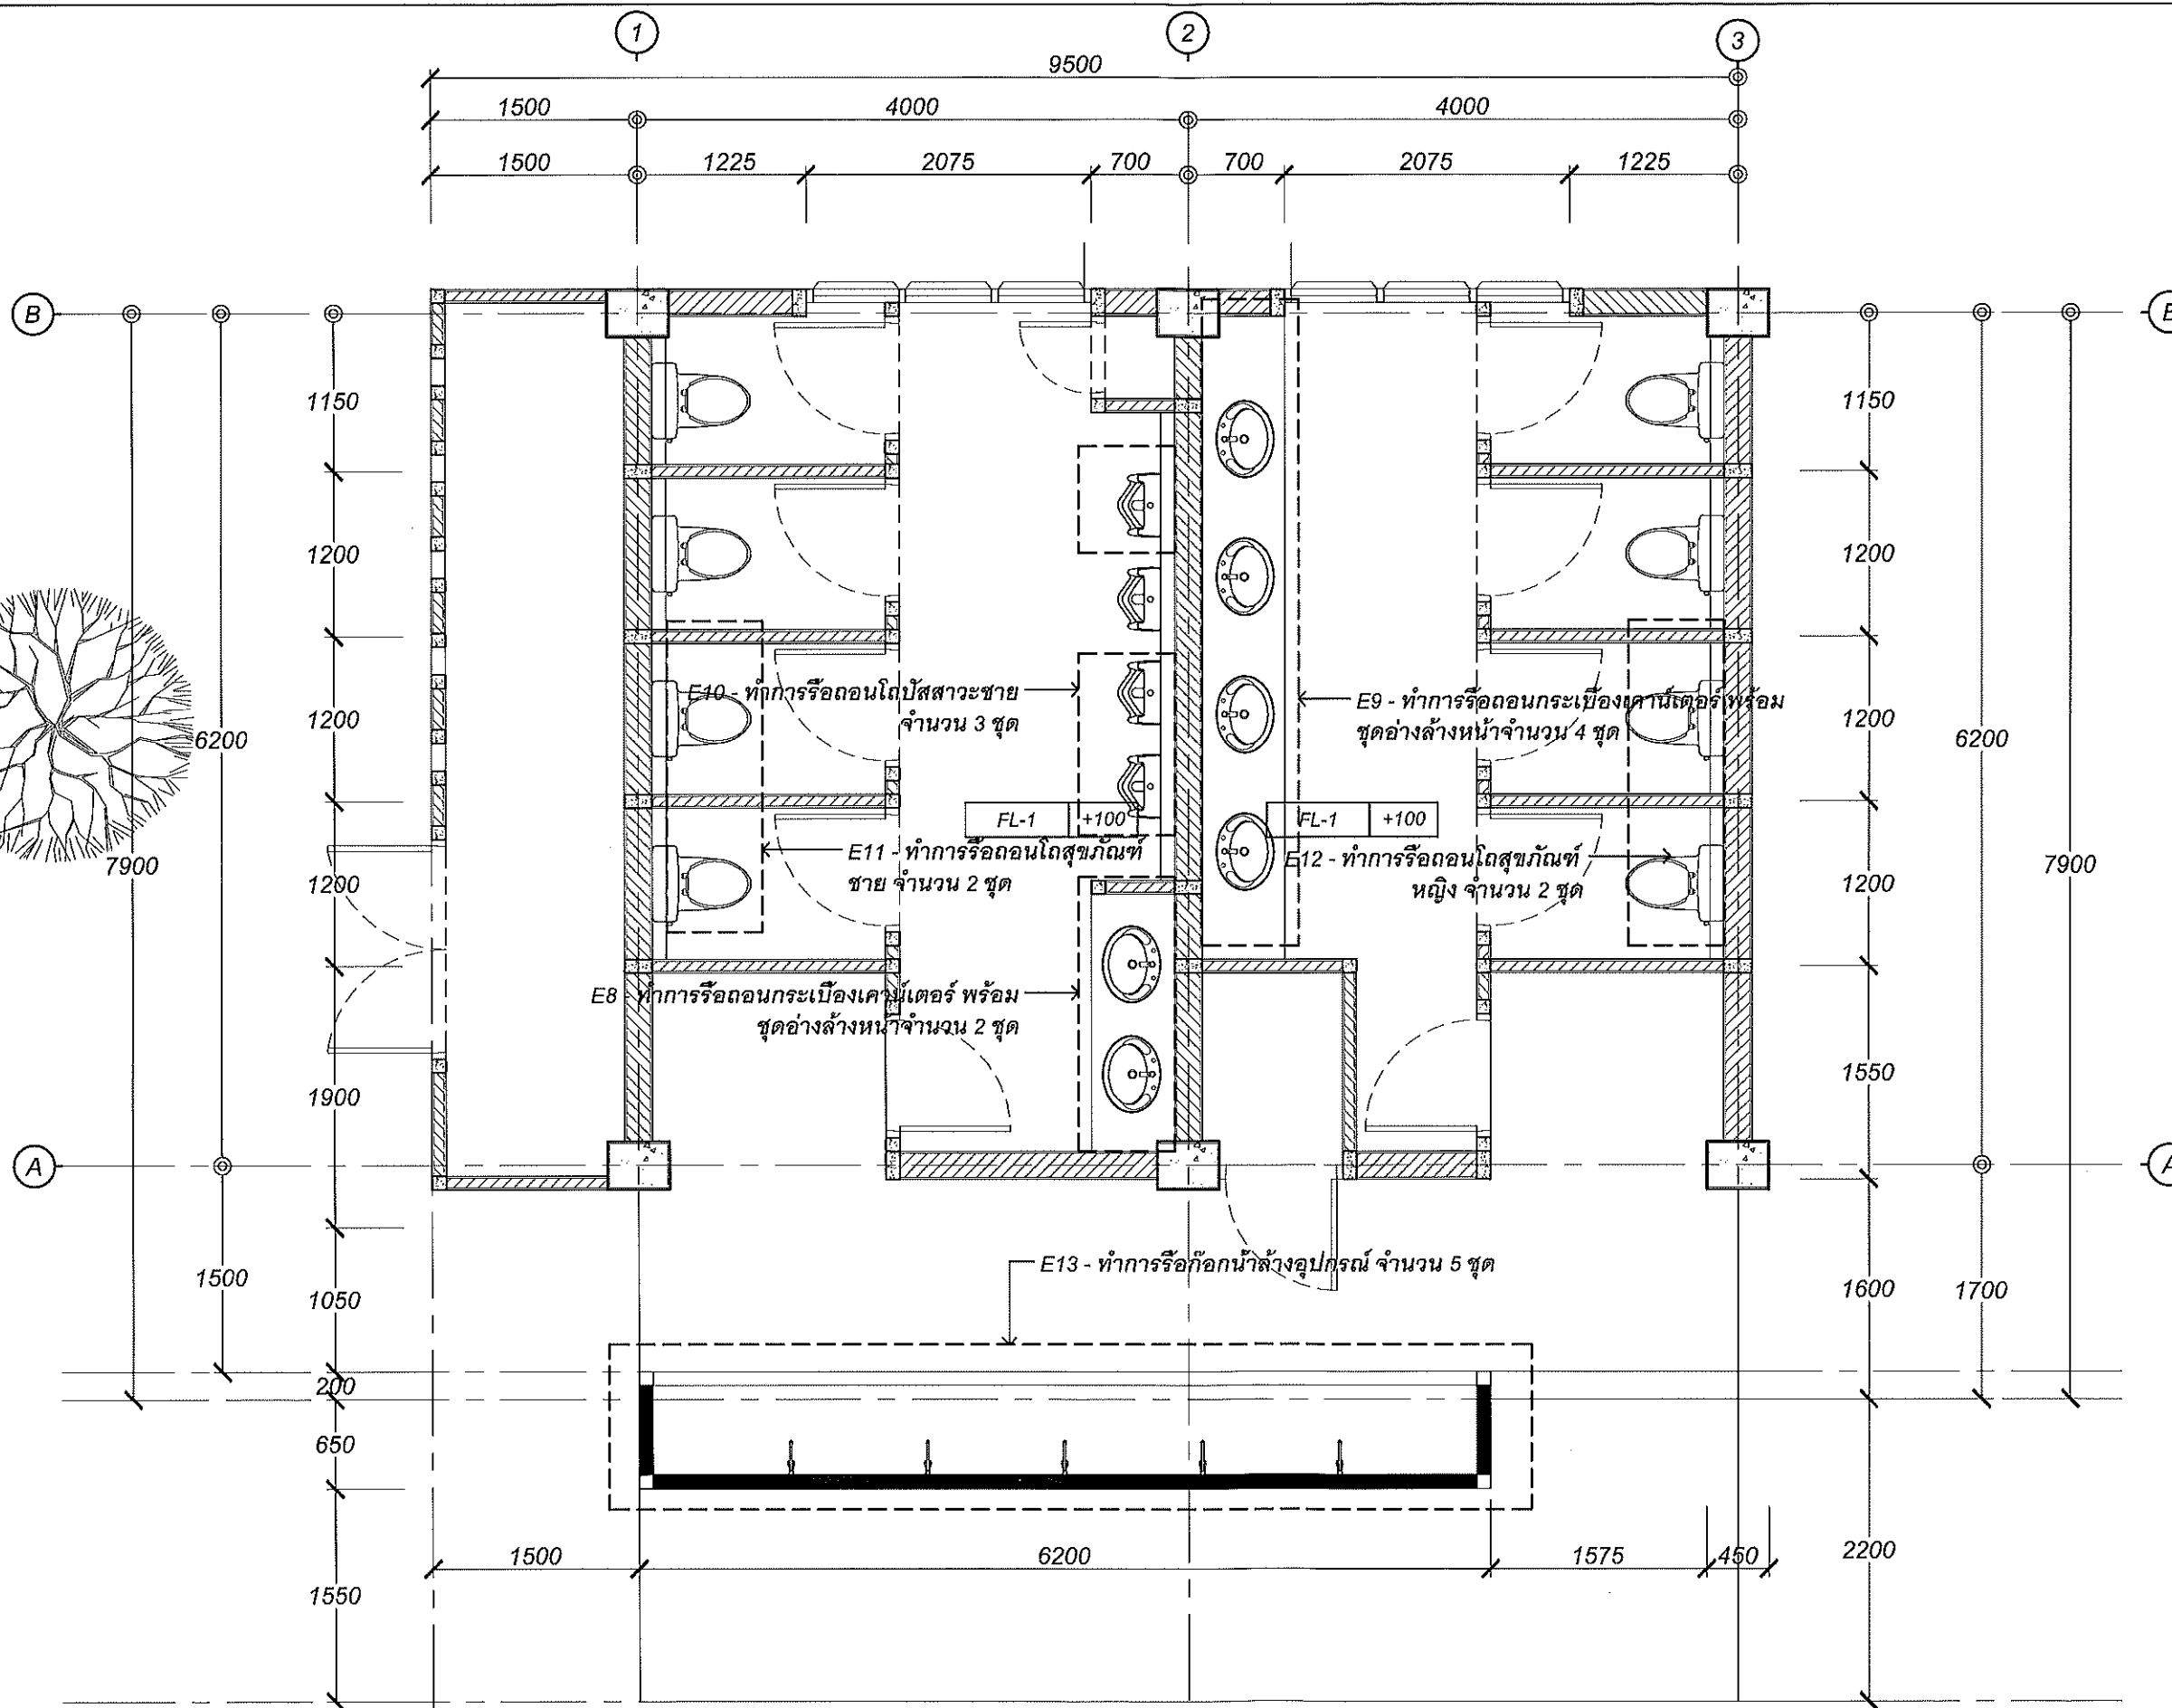 1
2
3
9500
1500
4000
4000
1500
1225
2075
700
700
2075
1225
B
B
1150
1150
1200
1200
E10 - ทำการรื้อถอนโถปัสสาวะชาย
จำนวน 3 ชุด
E9 - ทำการรื้อถอนกระเบื้องเคาน์เตอร์ พร้อม
ชุดอ่างล้างหน้าจำนวน 4 ชุด
1200
1200
6200
6200
FL-1 +100
FL-1 +100
7900
7900
E11 - ทำการรื้อถอนโถสุขภัณฑ์
ชาย จำนวน 2 ชุด
E12 - ทำการรื้อถอนโถสุขภัณฑ์
หญิง จำนวน 2 ชุด
1200
1200
E8 - ทำการรื้อถอนกระเบื้องเคาน์เตอร์ พร้อม
ชุดอ่างล้างหน้าจำนวน 2 ชุด
1900
1550
A
A
E13 - ทำการรื้อก๊อกน้ำล้างอุปกรณ์ จำนวน 5 ชุด
1500
1050
1600
1700
200
650
1500
6200
1575
450
2200
1550